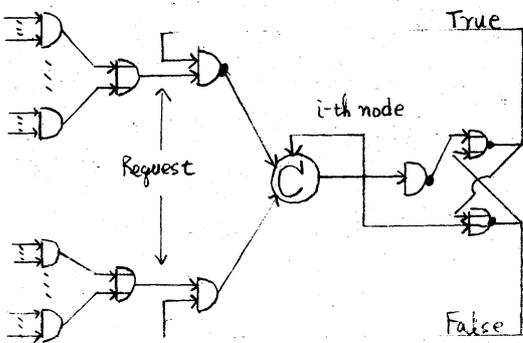 True
i-th node
Request
C
False